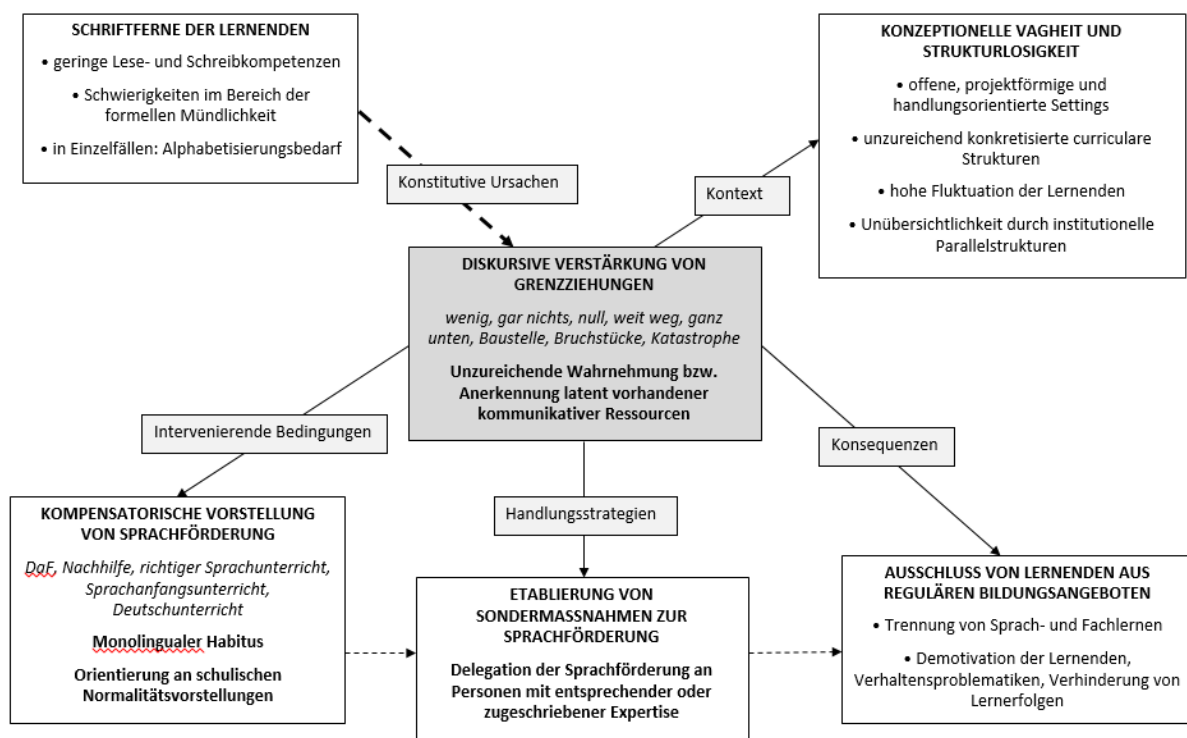 SCHRIFTFERNE DER LERNENDEN
• geringe Lese- und Schreibkompetenzen
• Schwierigkeiten im Bereich der
formellen Mündlichkeit
• in Einzelfällen: Alphabetisierungsbedarf
KONZEPTIONELLE VAGHEIT UND
STRUKTURLOSIGKEIT
• offene, projektförmige und
handlungsorientierte Settings
• unzureichend konkretisierte curriculare
Strukturen
• hohe Fluktuation der Lernenden
• Unübersichtlichkeit durch institutionelle
Parallelstrukturen
Konstitutive Ursachen
Kontext
DISKURSIVE VERSTÄRKUNG VON
GRENZZIEHUNGEN
wenig, gar nichts, null, weit weg, ganz
unten, Baustelle, Bruchstücke, Katastrophe
Unzureichende Wahrnehmung bzw.
Anerkennung latent vorhandener
kommunikativer Ressourcen
Intervenierende Bedingungen
Handlungsstrategien
Konsequenzen
KOMPENSATORISCHE VORSTELLUNG
VON SPRACHFÖRDERUNG
DaF, Nachhilfe, richtiger Sprachunterricht,
Sprachanfangsunterricht,
Deutschunterricht
Monolingualer Habitus
Orientierung an schulischen
Normalitätsvorstellungen
ETABLIERUNG VON
SONDERMASSNAHMEN ZUR
SPRACHFÖRDERUNG
Delegation der Sprachförderung an
Personen mit entsprechender oder
zugeschriebener Expertise
AUSSCHLUSS VON LERNENDEN AUS
REGULÄREN BILDUNGSANGEBOTEN
• Trennung von Sprach- und Fachlernen
• Demotivation der Lernenden,
Verhaltensproblematiken, Verhinderung von
Lernerfolgen